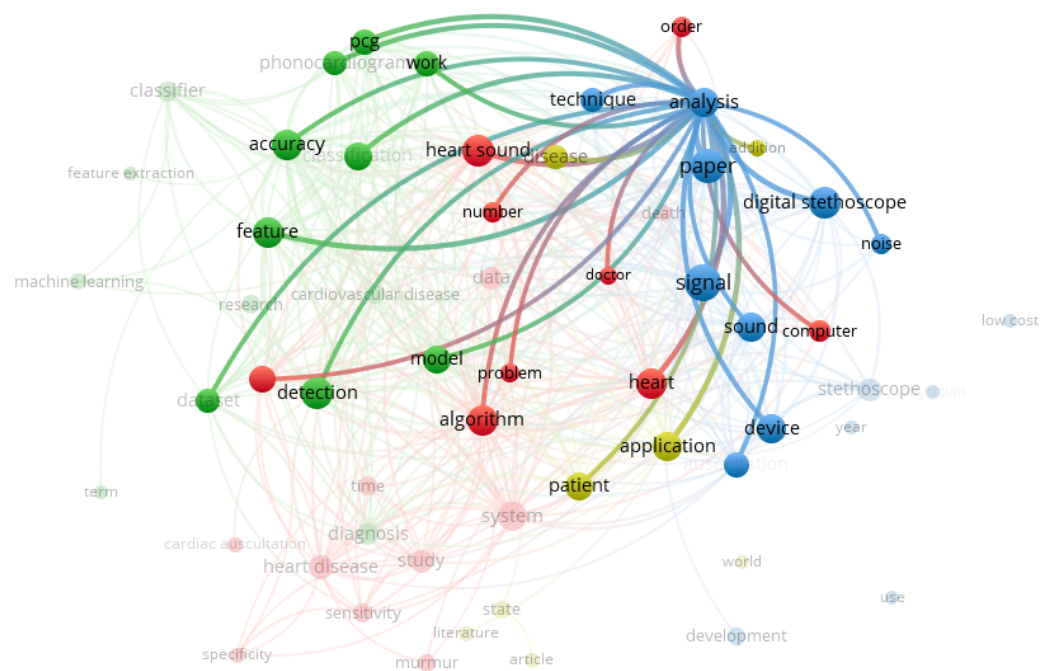 order
pcg
phonocardiogram
work
classifier
technique
analysis
accuracy
classification
heart sound
disease
addition
paper
feature extraction
digital stethoscope
number
death
feature
noise
doctor
data
signal
machine learning
cardiovascular disease
research
low cost
sound
computer
model
problem
heart
detection
dataset
stethoscope
algorithm
year
device
application
auscultation
patient
term
time
system
diagnosis
cardiac auscultation
study
heart disease
world
use
state
sensitivity
literature
development
specificity
murmur
article